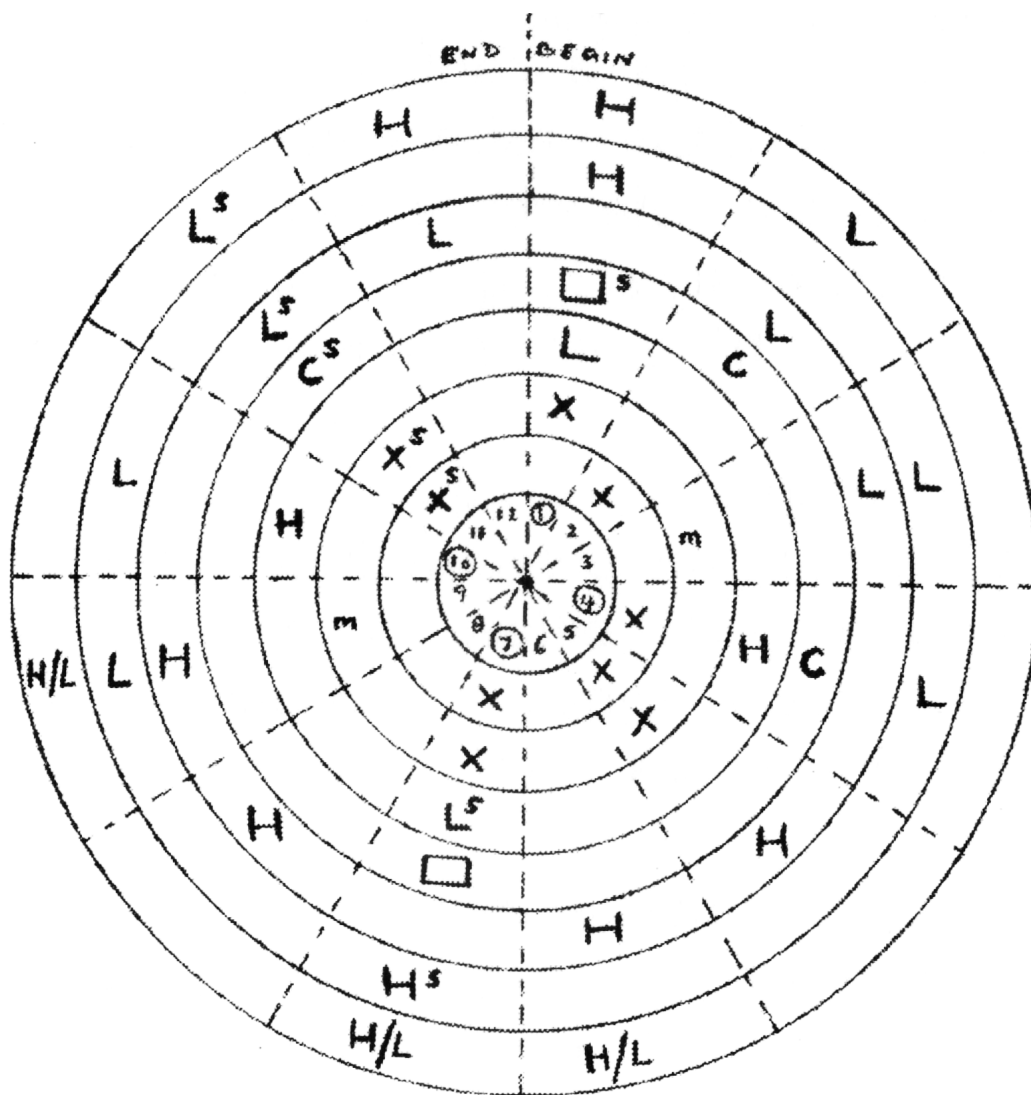 END BEGIN
H H
H
L^s L
L
□^s
L^s L
C^s L C
X
X^s
X^s X
L L L
12 1
11 2
H m
10 3
9 4
8 5
7 6
m X
H/L L H H C
X L
X
X
H X H
L^s
□
H
H^s
H/L H/L